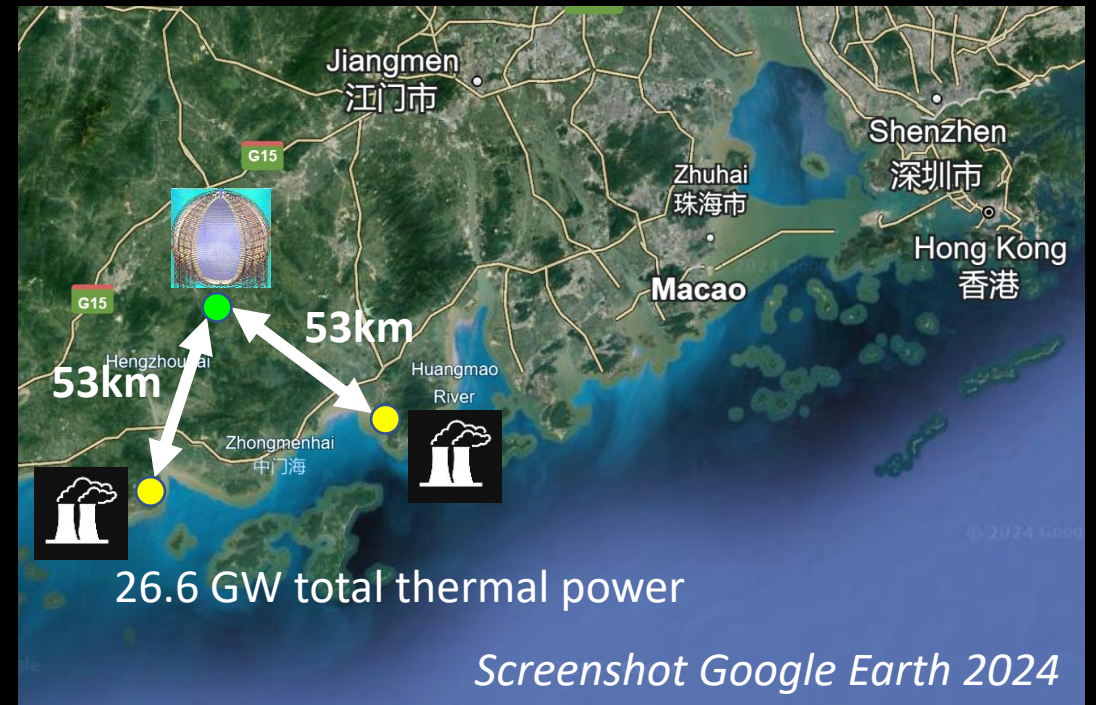 Jiangmen
江门市
G15
Shenzhen
深圳市
Zhuhai
珠海市
Hong Kong
香港
Macao
G15
53km
Huangmao
River
53km
Zhongmenhai
中门海
26.6 GW total thermal power
Screenshot Google Earth 2024